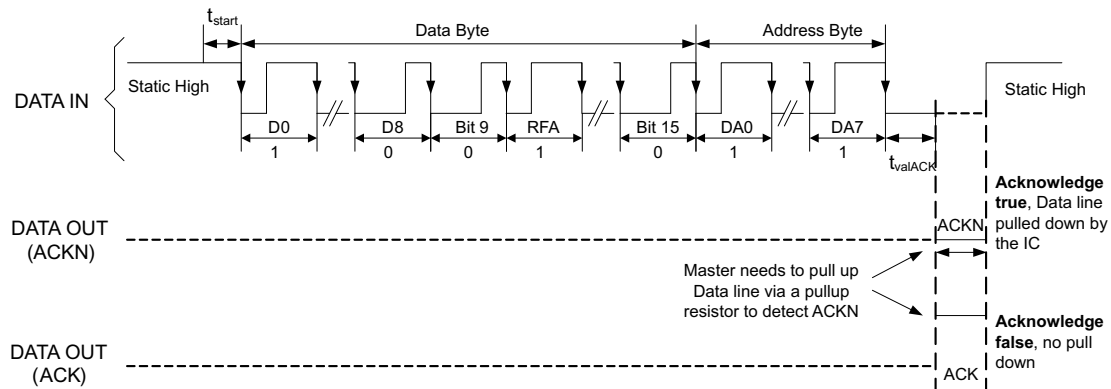 tstart
Data Byte
Address Byte
DATA IN
Static High
Static High
D0
D8
Bit 9
RFA
Bit 15
DA0
DA7
1
0
0
1
0
1
1
tvalACK
Acknowledge
true, Data line
pulled down by
the IC
DATA OUT
(ACKN)
ACKN
Master needs to pull up
Data line via a pullup
resistor to detect ACKN
Acknowledge
false, no pull
down
DATA OUT
(ACK)
ACK